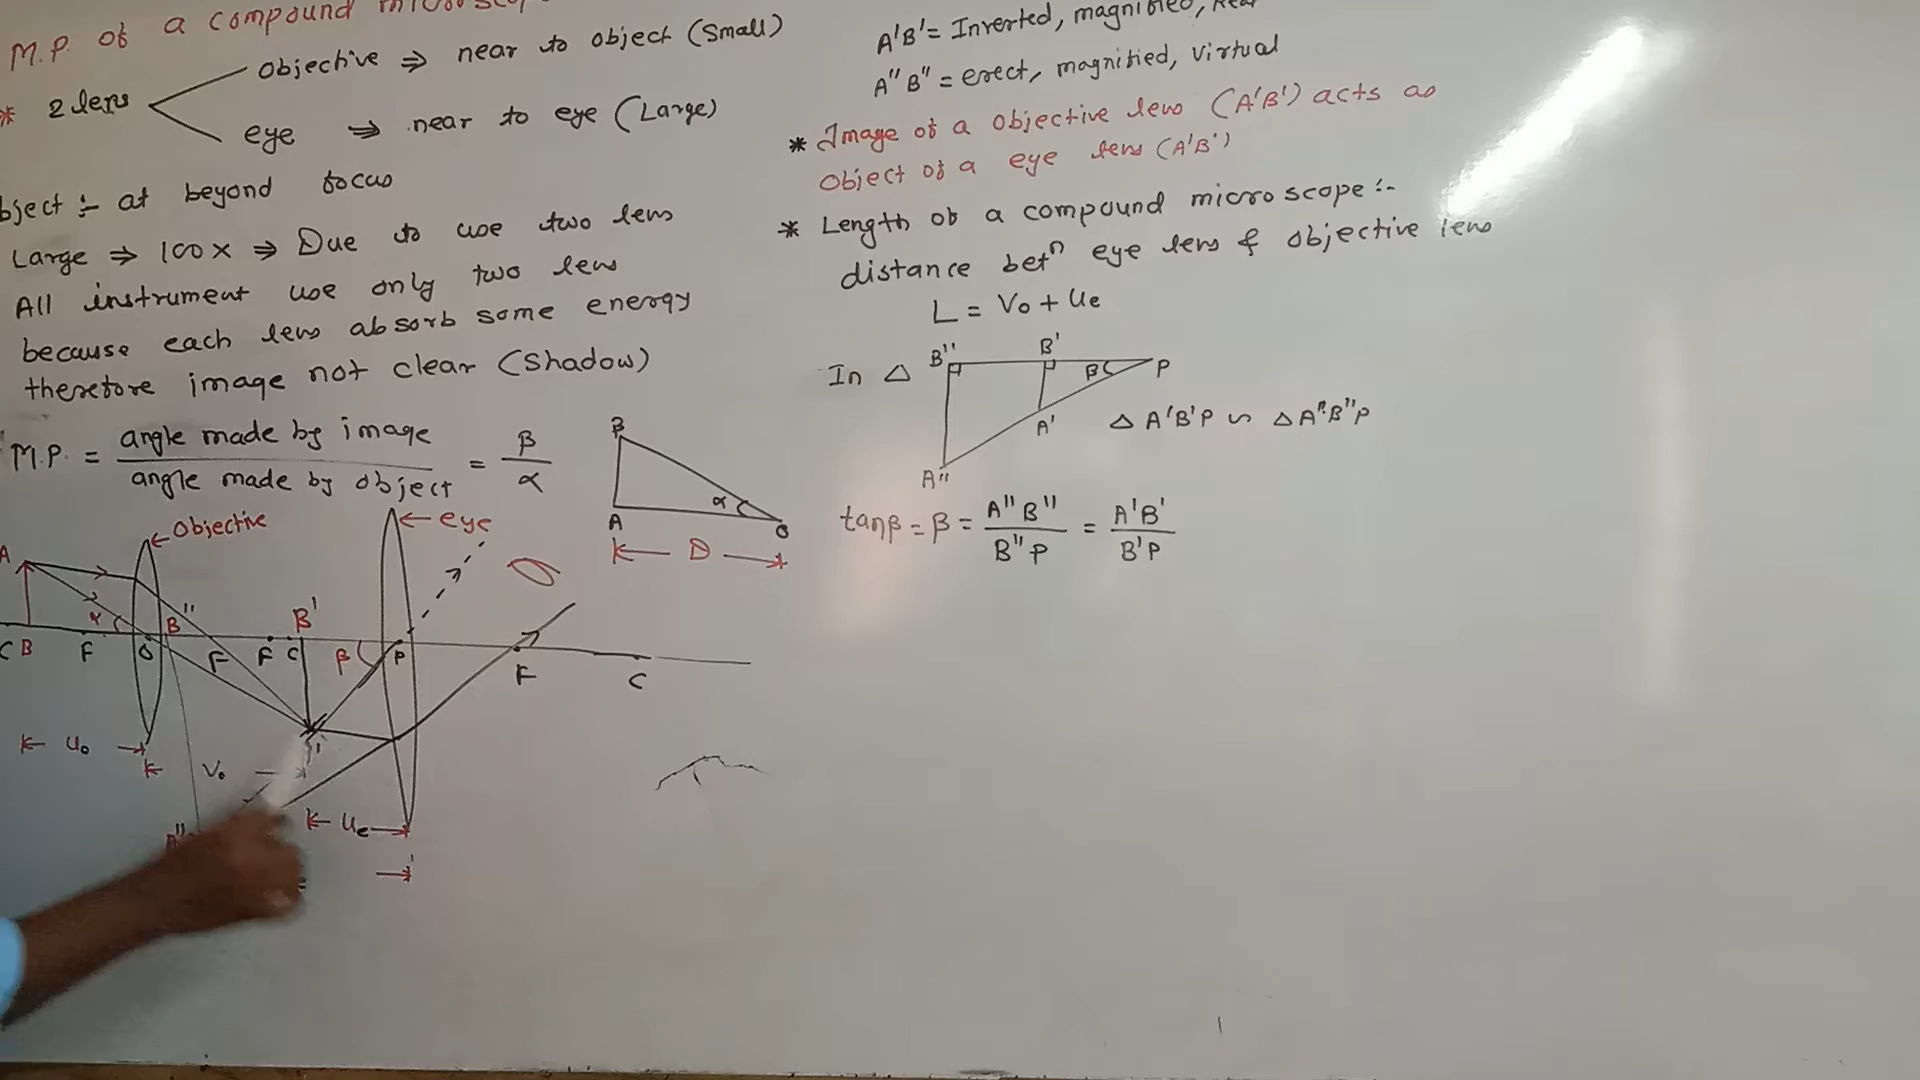 M.P. of a compound
* 2 lens
objective ⇒ near to object (Small)
eye ⇒ near to eye (Large)
bject :- at beyond focus
Large ⇒ 100 x ⇒ Due to use two lens
All instrument use only two lens
because each lens absorb some energy
therefore image not clear (Shadow)
M.P. = angle made by image / angle made by object = β / α
B
A
α
O
D
← Objective
← eye
A
C B F α O B'' F F C B' β P F C
u₀
V₀
A''
ue
A'B' = Inverted, magnified,
A''B'' = erect, magnified, virtual
* Image of a objective lens (A'B') acts as
object of a eye lens (A'B')
* Length of a compound microscope :-
distance betⁿ eye lens & objective lens
L = V₀ + ue
In △ B'' B' β P
A'
A''
△ A'B'P ∽ △ A''B''P
tanβ = β = A''B'' / B''P = A'B' / B'P